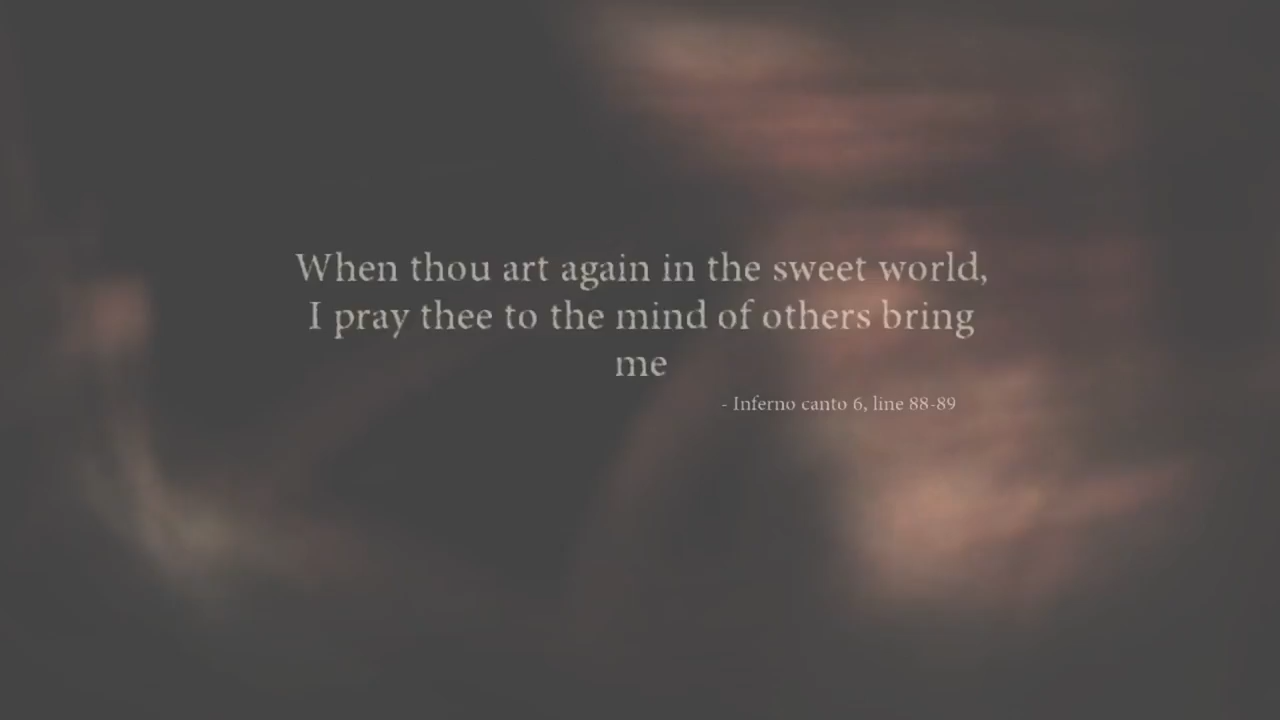 When thou art again in the sweet world,
I pray thee to the mind of others bring
me
- Inferno canto 6, line 88-89